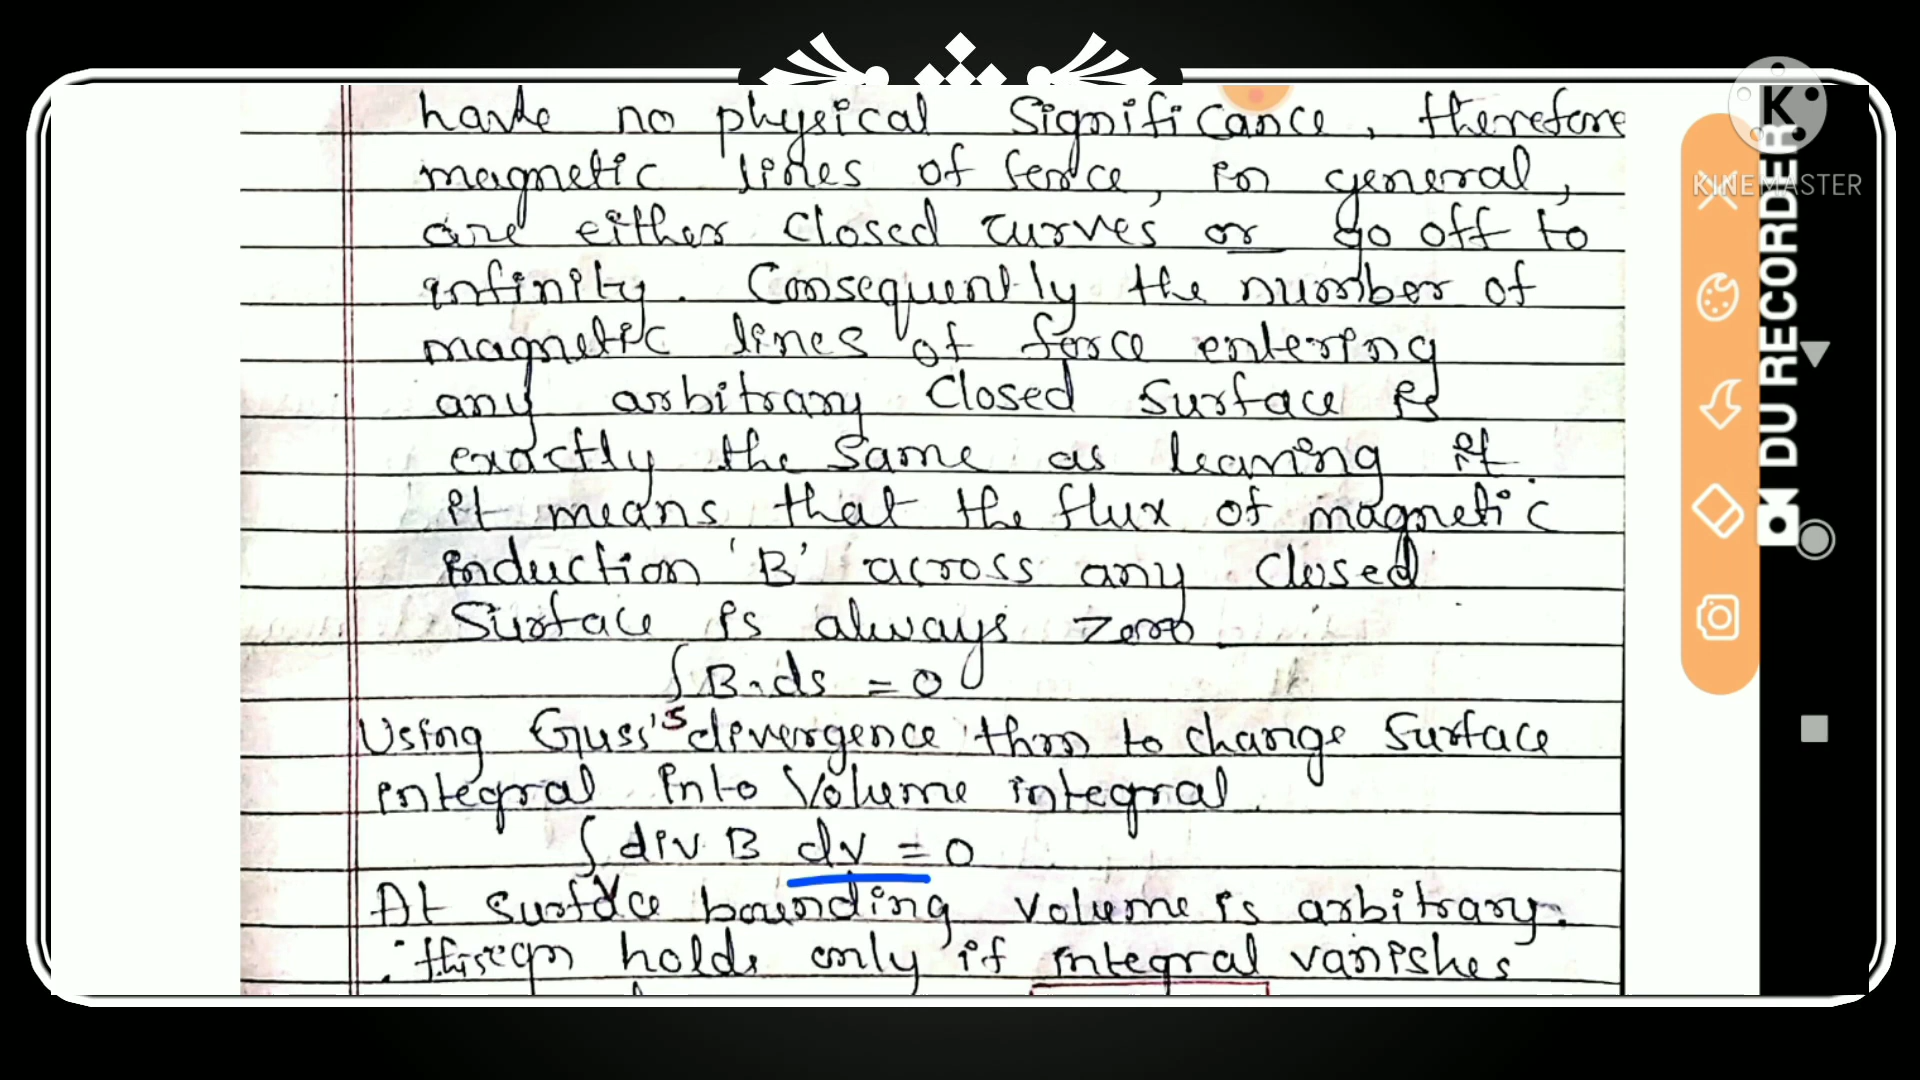 have no physical Significance, therefore
magnetic lines of force, in general,
are either closed curves or go off to
infinity. Consequently the number of
magnetic lines of force entering
any arbitrary closed surface is
exactly the same as leaving it.
it means that the flux of magnetic
induction 'B' across any closed
Surface is always zero
∫B.ds = 0
s
Using Guss's divergence thm to change Surface
integral into Volume integral.
∫ div B dv = 0
v
At surface bounding volume is arbitrary.
this eqn holds only if integral vanishes
K
KINEMASTER
DU RECORDER